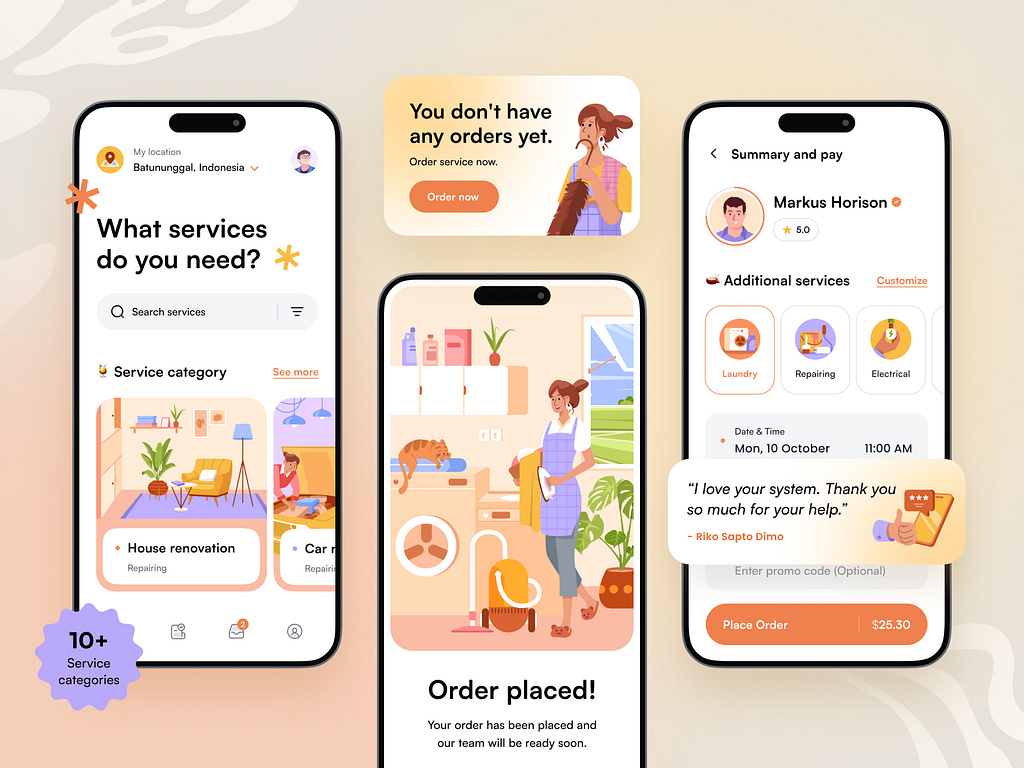 My location
Batununggal, Indonesia
What services
do you need?
Search services
Service category
See more
House renovation
Repairing
Car r
Repairin
2
10+
Service
categories
You don't have
any orders yet.
Order service now.
Order now
Order placed!
Your order has been placed and
our team will be ready soon.
Summary and pay
Markus Horison
5.0
Additional services
Customize
Laundry
Repairing
Electrical
Date & Time
Mon, 10 October
11:00 AM
“I love your system. Thank you
so much for your help.”
- Riko Sapto Dimo
Enter promo code (Optional)
Place Order
$25.30